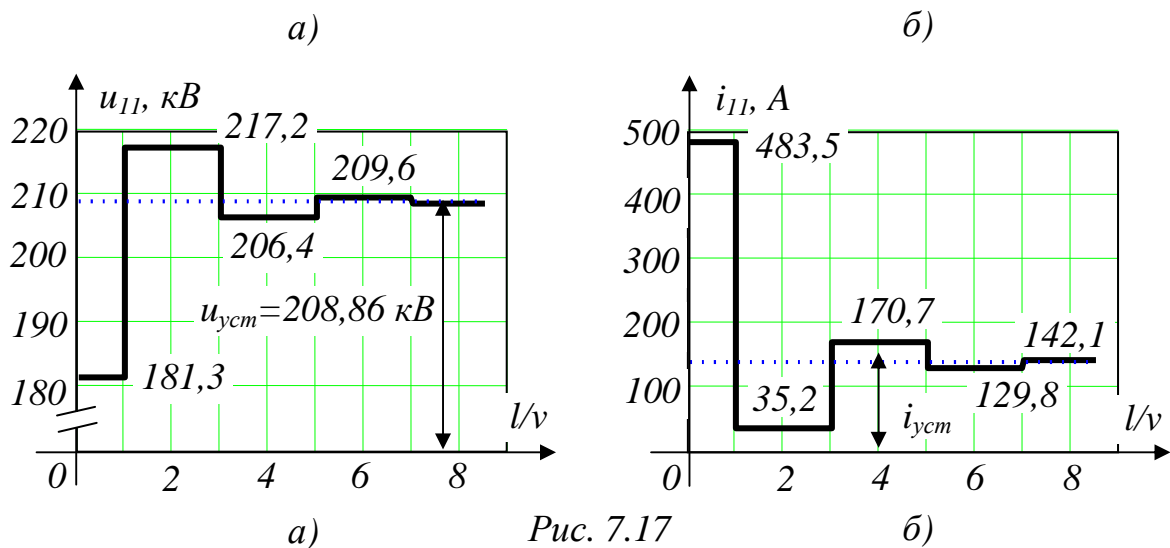 а)
б)
u11, кВ
220
217,2
209,6
210
206,4
200
uуст=208,86 кВ
190
181,3
180
l/v
0
2
4
6
8
i11, А
500
483,5
400
300
200
170,7
142,1
100
35,2
129,8
iуст
l/v
0
2
4
6
8
а)
Рис. 7.17
б)